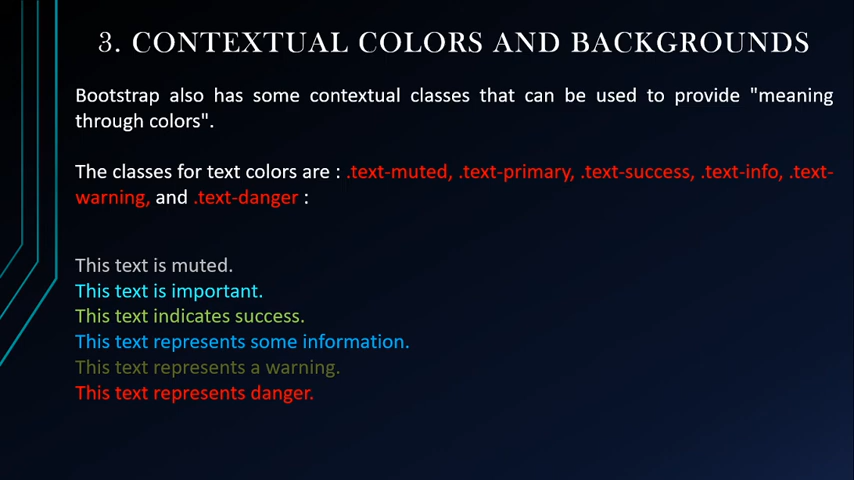 3. CONTEXTUAL COLORS AND BACKGROUNDS
Bootstrap also has some contextual classes that can be used to provide "meaning
through colors".
The classes for text colors are : .text-muted, .text-primary, .text-success, .text-info, .text-
warning, and .text-danger :
This text is muted.
This text is important.
This text indicates success.
This text represents some information.
This text represents a warning.
This text represents danger.